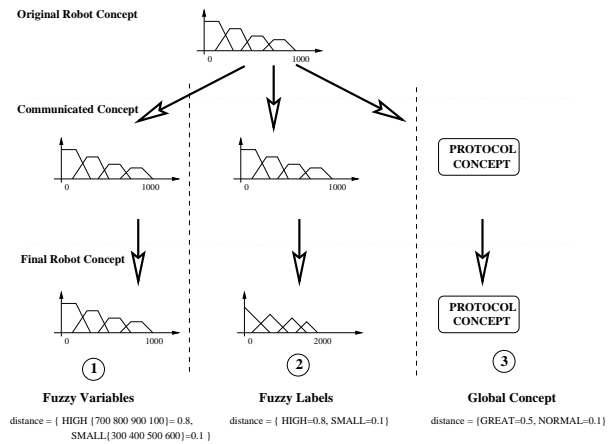 Original Robot Concept
0 1000
Communicated Concept
0 1000
0 1000
PROTOCOL
CONCEPT
Final Robot Concept
0 1000
0 2000
PROTOCOL
CONCEPT
1
2
3
Fuzzy Variables
Fuzzy Labels
Global Concept
distance = { HIGH {700 800 900 100}= 0.8,
SMALL{300 400 500 600}=0.1 }
distance = { HIGH=0.8, SMALL=0.1}
distance = {GREAT=0.5, NORMAL=0.1}